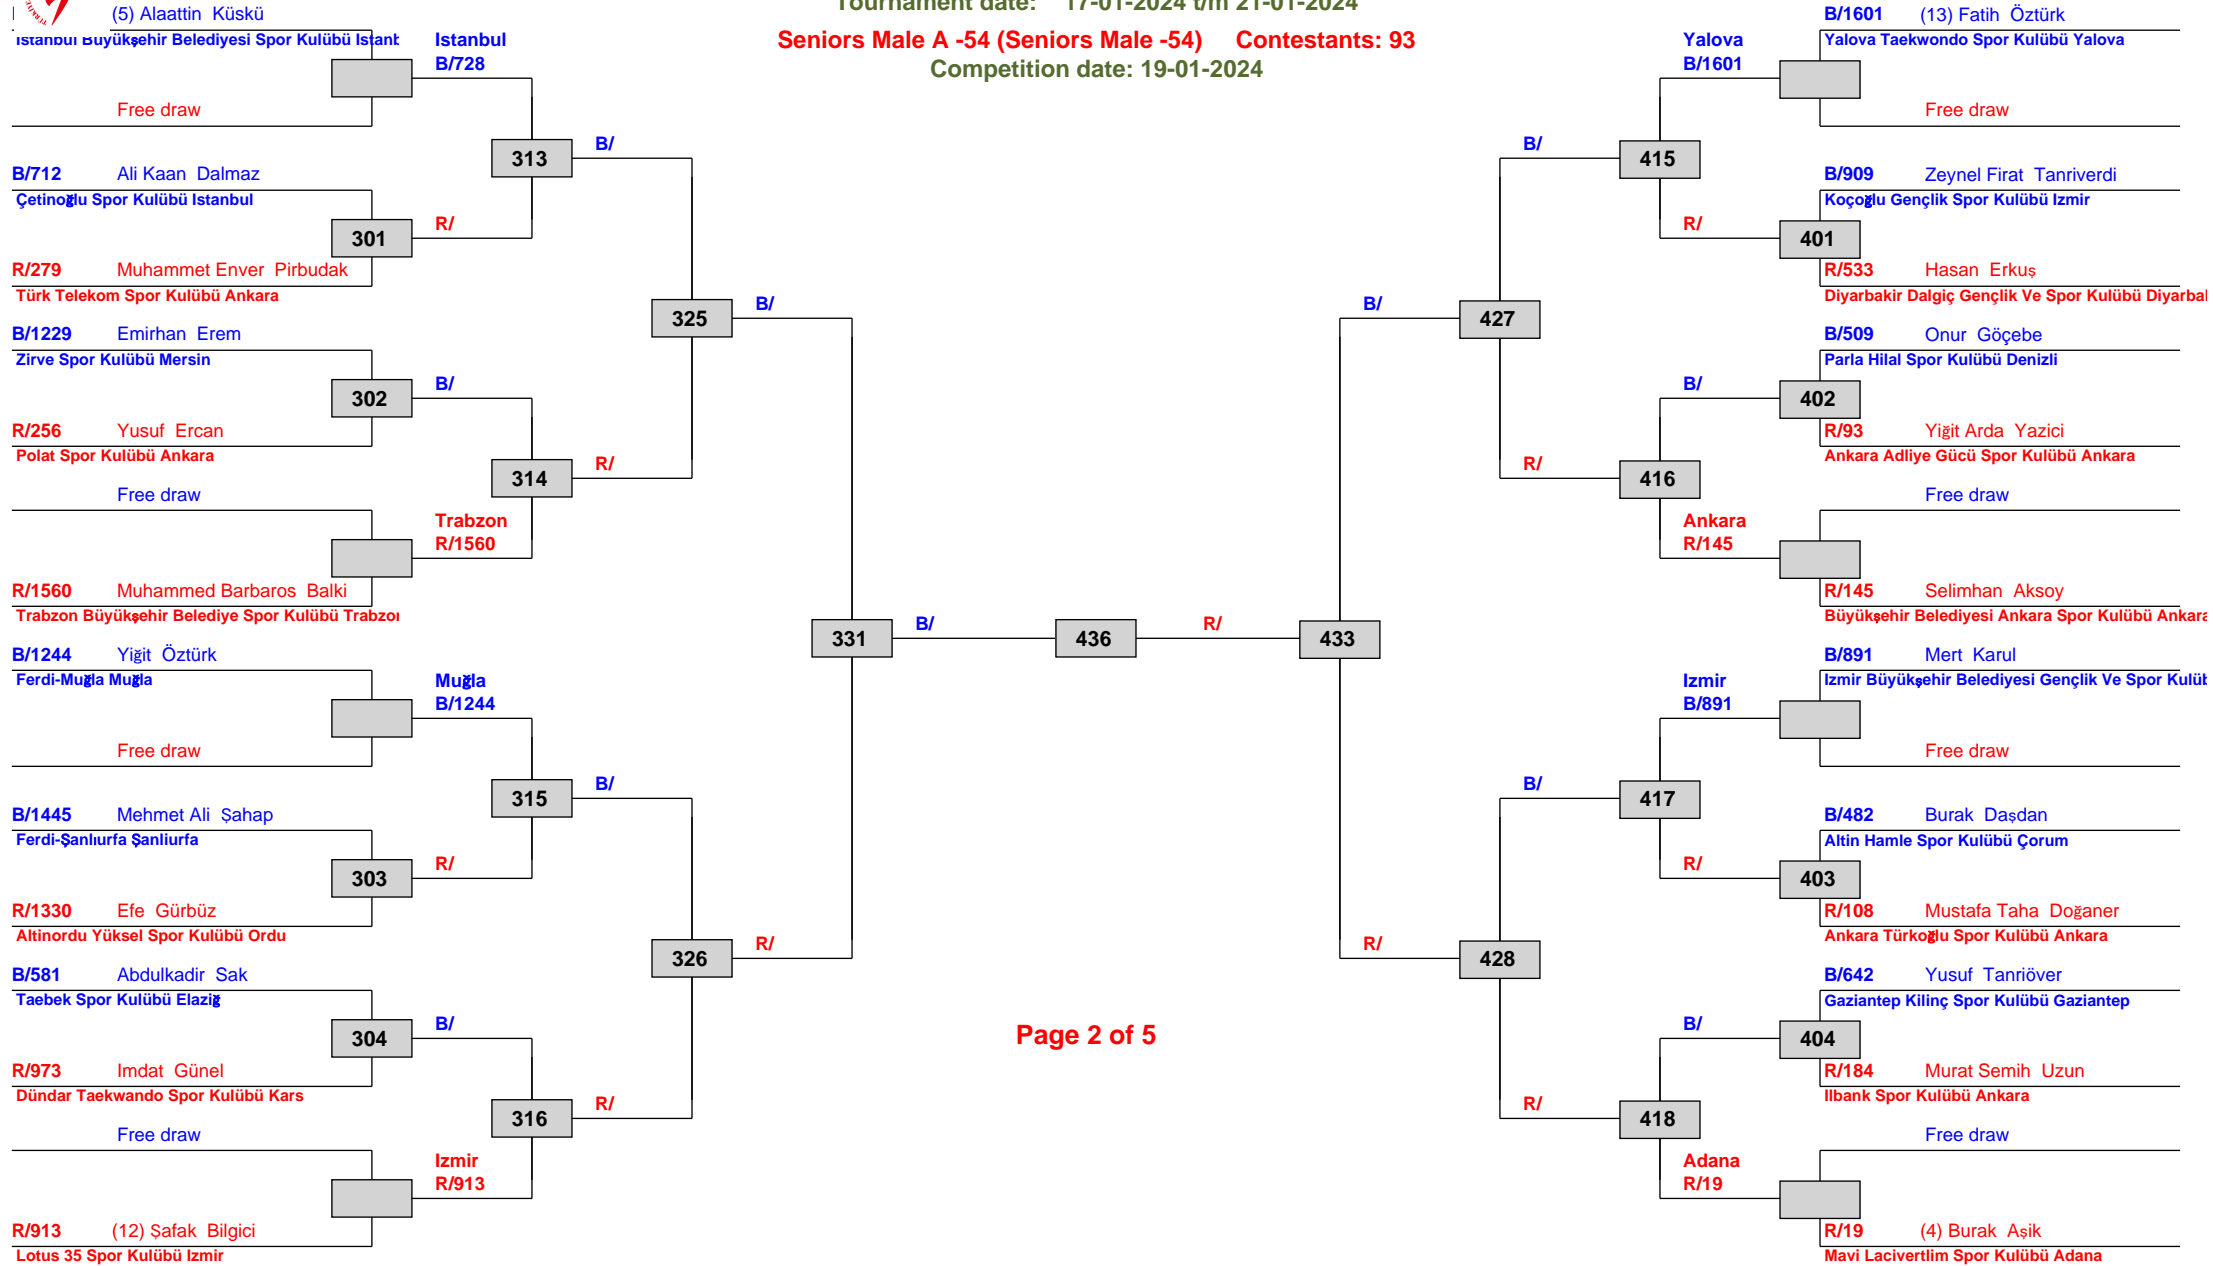 Tournament date: 17-01-2024 t/m 21-01-2024
Seniors Male A -54 (Seniors Male -54) Contestants: 93
Competition date: 19-01-2024
(5) Alaattin Küskü
Istanbul Büyükşehir Belediyesi Spor Kulübü Istanb
Istanbul
B/728
Free draw
313
B/
B/712 Ali Kaan Dalmaz
Çetinoğlu Spor Kulübü Istanbul
301
R/
R/279 Muhammet Enver Pirbudak
Türk Telekom Spor Kulübü Ankara
325
B/
B/1229 Emirhan Erem
Zirve Spor Kulübü Mersin
302
B/
R/256 Yusuf Ercan
Polat Spor Kulübü Ankara
314
R/
Free draw
Trabzon
R/1560
R/1560 Muhammed Barbaros Balki
Trabzon Büyükşehir Belediye Spor Kulübü Trabzon
331
B/
436
R/
433
B/1244 Yiğit Öztürk
Ferdi-Muğla Muğla
Muğla
B/1244
Free draw
315
B/
B/1445 Mehmet Ali Şahap
Ferdi-Şanlıurfa Şanliurfa
303
R/
R/1330 Efe Gürbüz
Altinordu Yüksel Spor Kulübü Ordu
326
R/
B/581 Abdulkadir Sak
Taebek Spor Kulübü Elaziğ
304
B/
R/973 Imdat Günel
Dündar Taekwando Spor Kulübü Kars
316
R/
Free draw
Izmir
R/913
R/913 (12) Şafak Bilgici
Lotus 35 Spor Kulübü Izmir
Page 2 of 5
B/1601 (13) Fatih Öztürk
Yalova Taekwondo Spor Kulübü Yalova
Yalova
B/1601
Free draw
B/
415
B/909 Zeynel Firat Tanriverdi
Koçoğlu Gençlik Spor Kulübü Izmir
R/
401
R/533 Hasan Erkuş
Diyarbakir Dalgiç Gençlik Ve Spor Kulübü Diyarbal
B/
427
B/509 Onur Göçebe
Parla Hilal Spor Kulübü Denizli
B/
402
R/93 Yiğit Arda Yazici
Ankara Adliye Gücü Spor Kulübü Ankara
R/
416
Free draw
Ankara
R/145
R/145 Selimhan Aksoy
Büyükşehir Belediyesi Ankara Spor Kulübü Ankara
B/891 Mert Karul
Izmir Büyükşehir Belediyesi Gençlik Ve Spor Kulüb
Izmir
B/891
Free draw
B/
417
B/482 Burak Daşdan
Altin Hamle Spor Kulübü Çorum
R/
403
R/108 Mustafa Taha Doğaner
Ankara Türkoğlu Spor Kulübü Ankara
R/
428
B/642 Yusuf Tanriöver
Gaziantep Kilinç Spor Kulübü Gaziantep
B/
404
R/184 Murat Semih Uzun
Ilbank Spor Kulübü Ankara
R/
418
Free draw
Adana
R/19
R/19 (4) Burak Aşik
Mavi Lacivertlim Spor Kulübü Adana